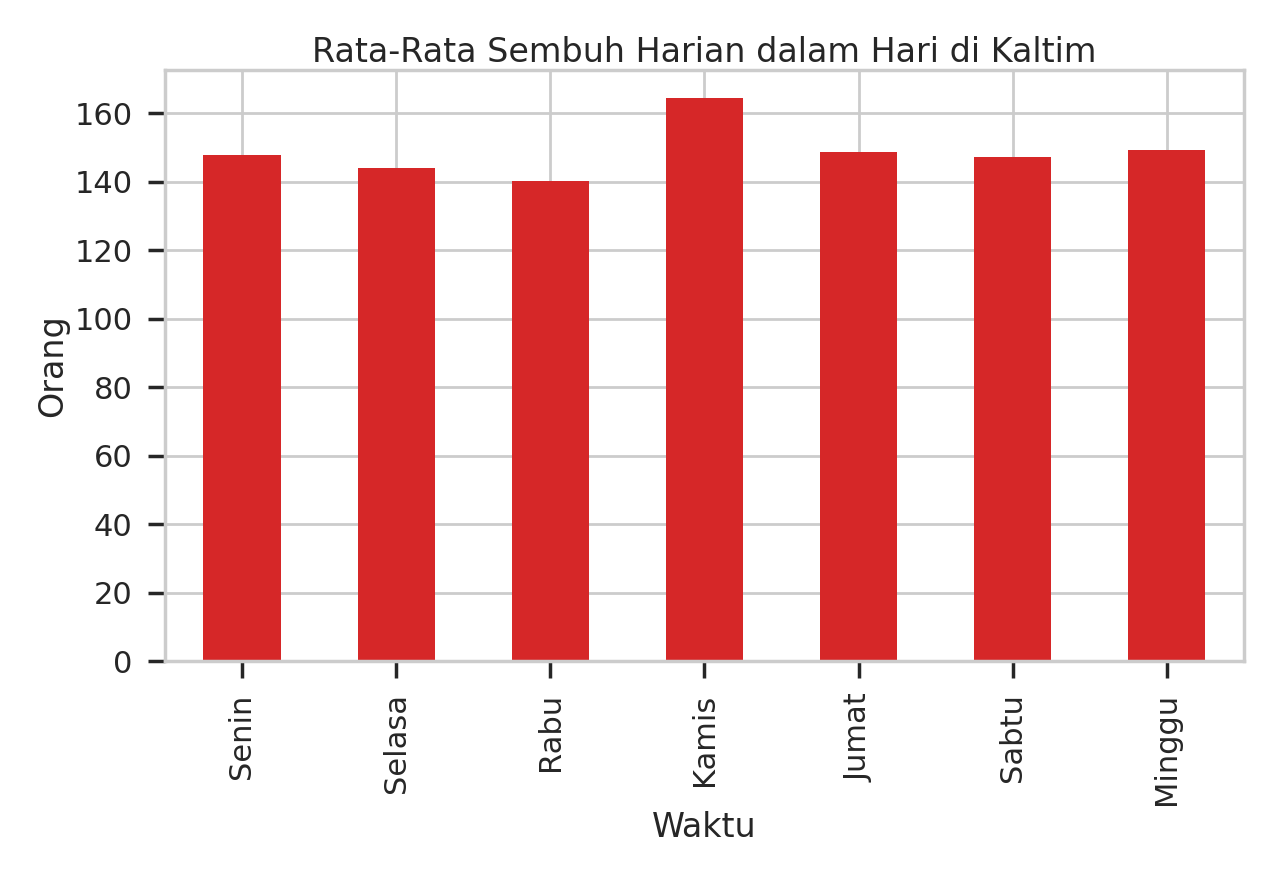 Rata-Rata Sembuh Harian dalam Hari di Kaltim
Orang
160
140
120
100
80
60
40
20
0
Senin
Selasa
Rabu
Kamis
Jumat
Sabtu
Minggu
Waktu